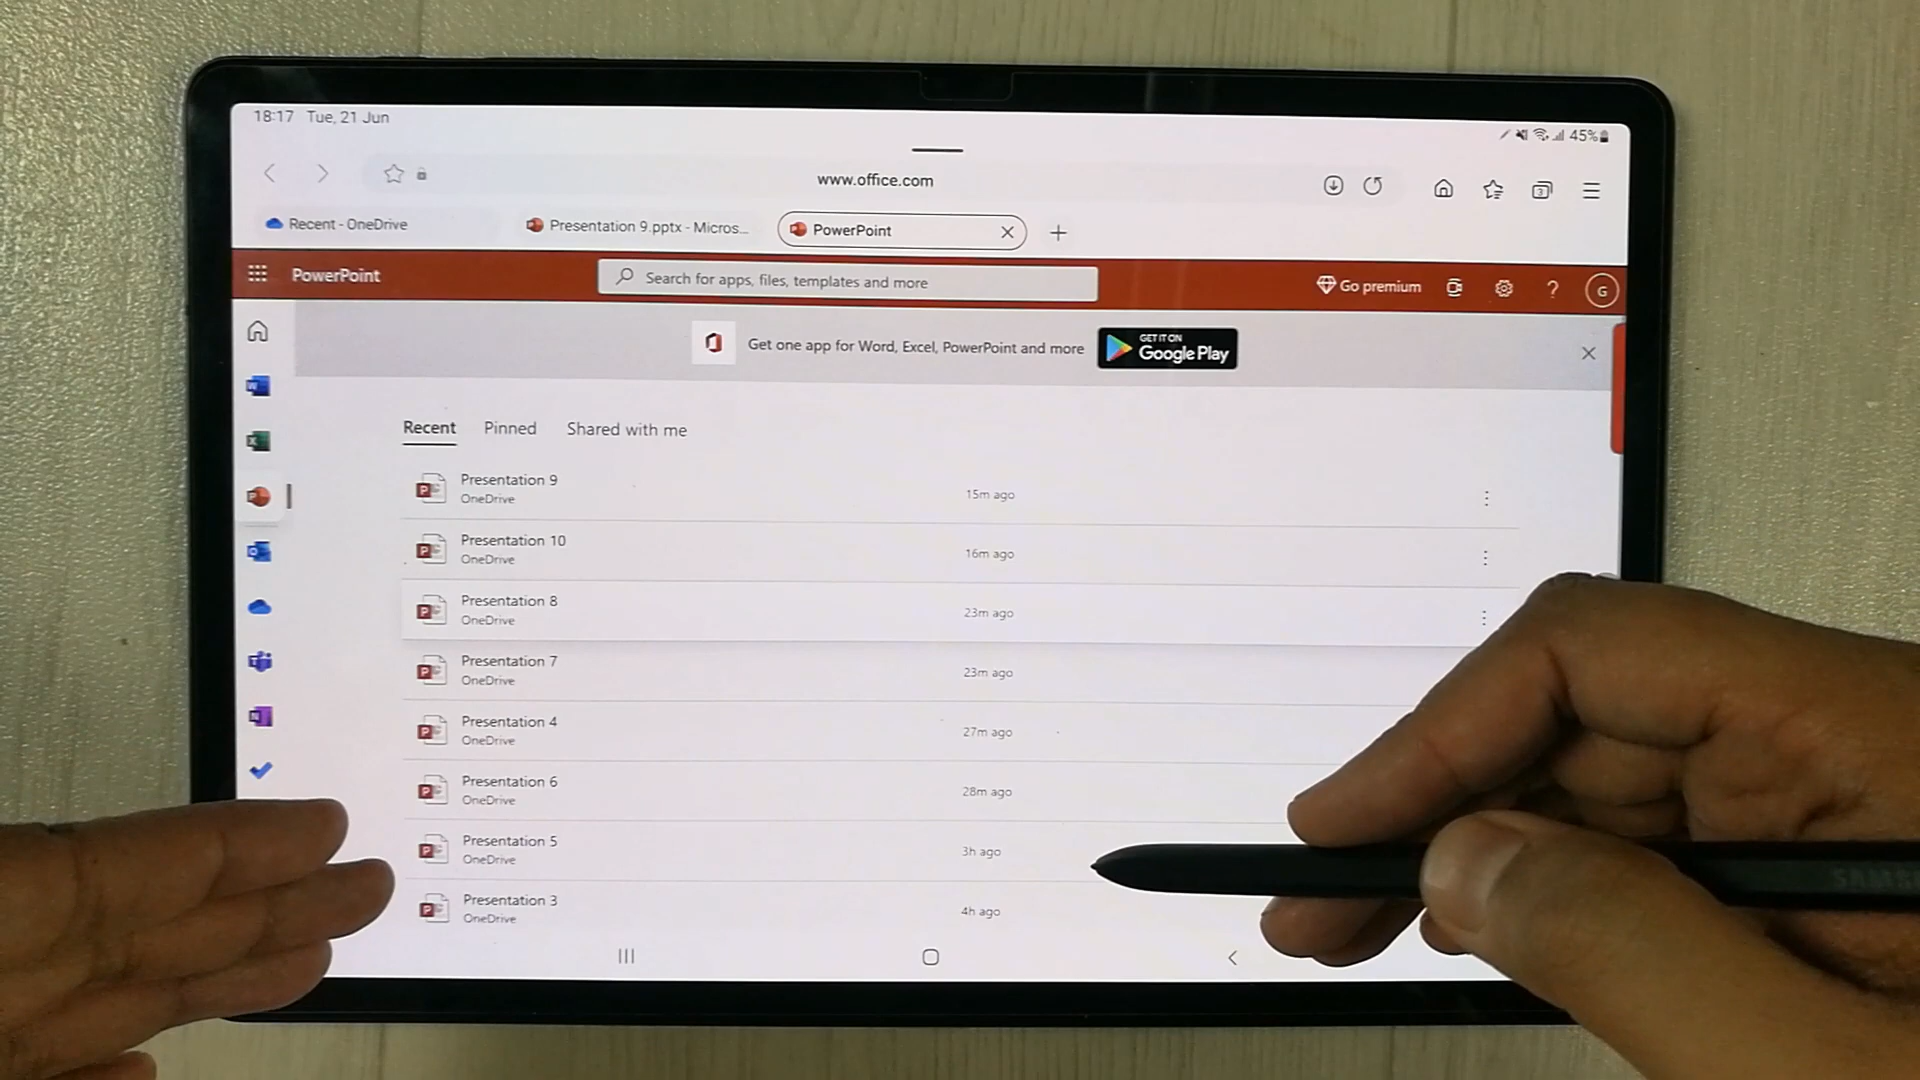 18:17 Tue, 21 Jun
45%
www.office.com
Recent - OneDrive
Presentation 9.pptx - Micros...
PowerPoint
PowerPoint
Search for apps, files, templates and more
Go premium
?
G
Get one app for Word, Excel, PowerPoint and more
GET IT ON
Google Play
Recent
Pinned
Shared with me
Presentation 9
OneDrive
15m ago
Presentation 10
OneDrive
16m ago
Presentation 8
OneDrive
23m ago
Presentation 7
OneDrive
23m ago
Presentation 4
OneDrive
27m ago
Presentation 6
OneDrive
28m ago
Presentation 5
OneDrive
3h ago
Presentation 3
OneDrive
4h ago